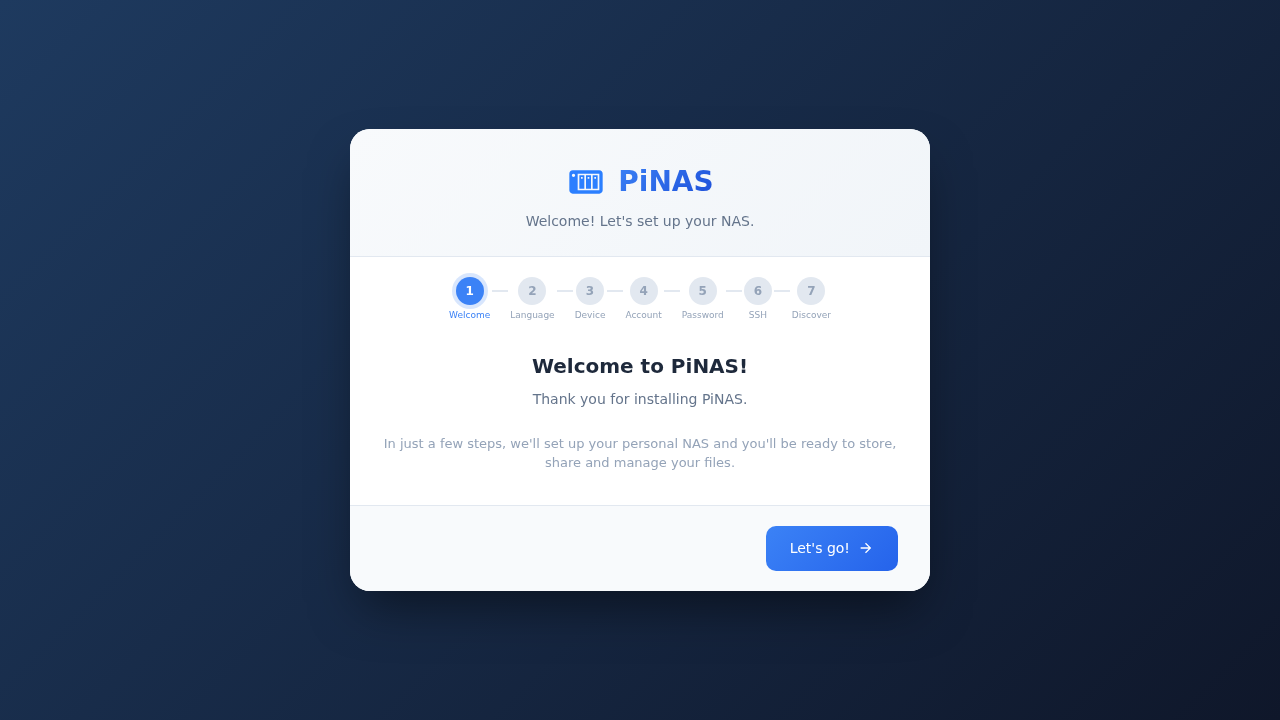 PiNAS
Welcome! Let's set up your NAS.
1 2 3 4 5 6 7
Welcome Language Device Account Password SSH Discover
Welcome to PiNAS!
Thank you for installing PiNAS.
In just a few steps, we'll set up your personal NAS and you'll be ready to store,
share and manage your files.
Let's go!